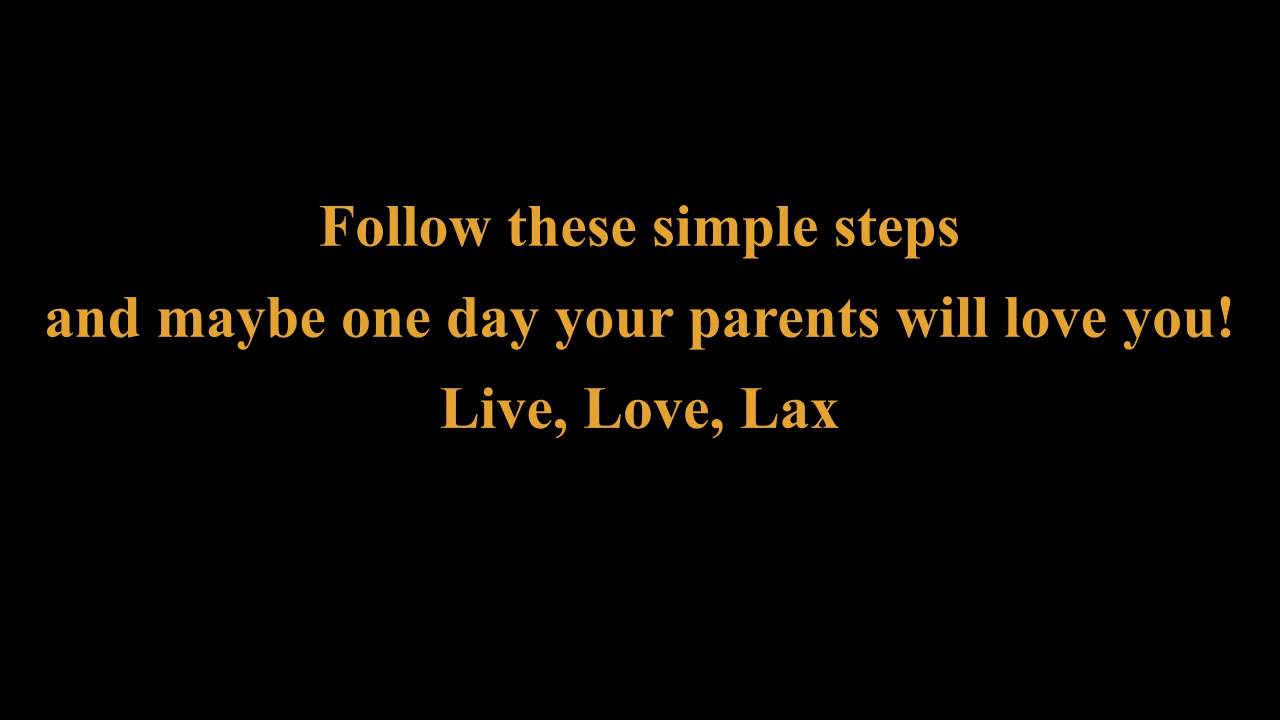 Follow these simple steps
and maybe one day your parents will love you!
Live, Love, Lax